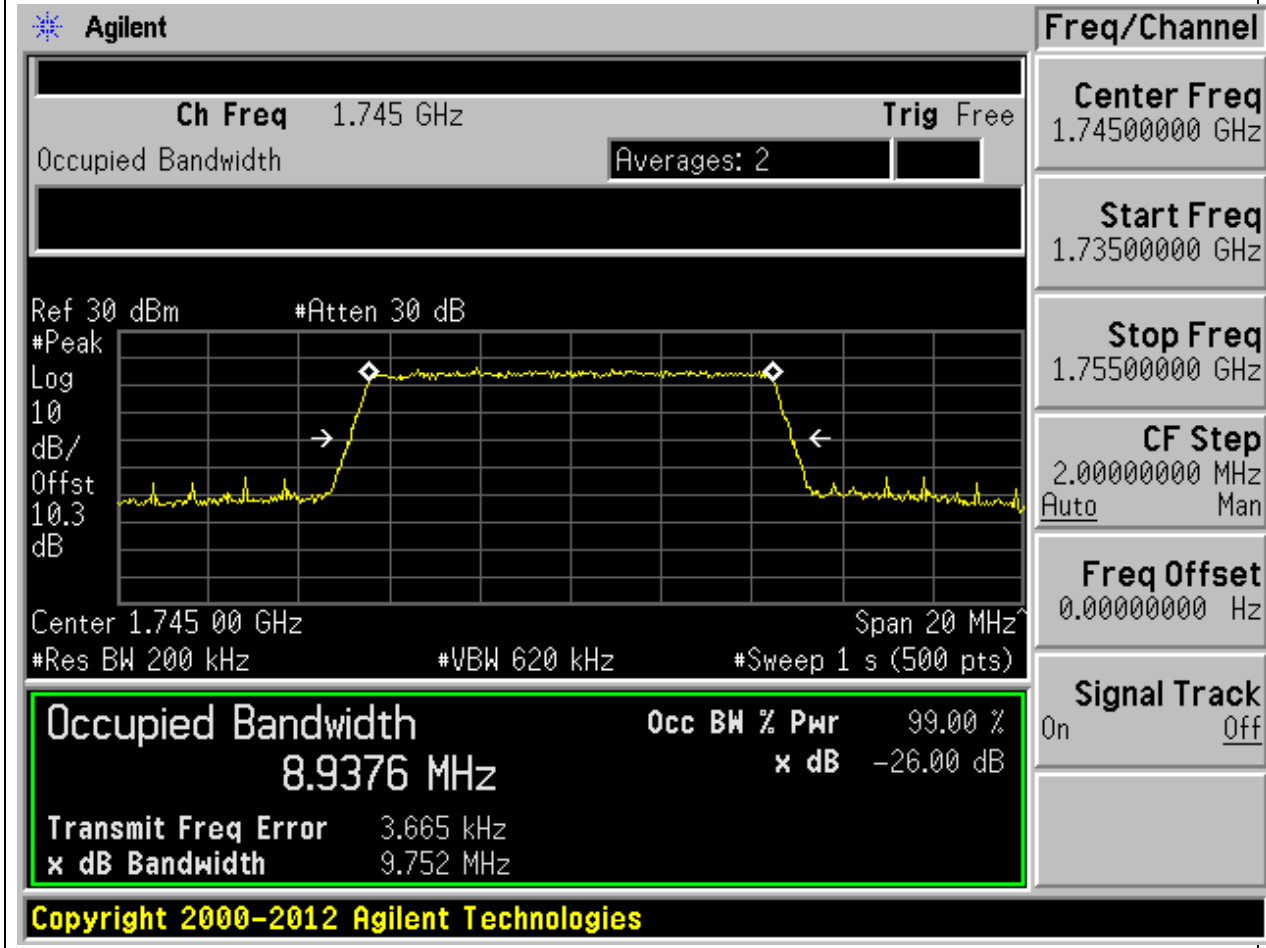 Agilent
Ch Freq 1.745 GHz Trig Free
Occupied Bandwidth Averages: 2
Ref 30 dBm #Atten 30 dB
#Peak
Log
10
dB/
Offst
10.3
dB
Center 1.745 00 GHz Span 20 MHz^
#Res BW 200 kHz #VBW 620 kHz #Sweep 1 s (500 pts)
Occupied Bandwidth Occ BW % Pwr 99.00 %
8.9376 MHz x dB -26.00 dB
Transmit Freq Error 3.665 kHz
x dB Bandwidth 9.752 MHz
Copyright 2000-2012 Agilent Technologies
Freq/Channel
Center Freq
1.74500000 GHz
Start Freq
1.73500000 GHz
Stop Freq
1.75500000 GHz
CF Step
2.00000000 MHz
Auto Man
Freq Offset
0.00000000 Hz
Signal Track
On Off